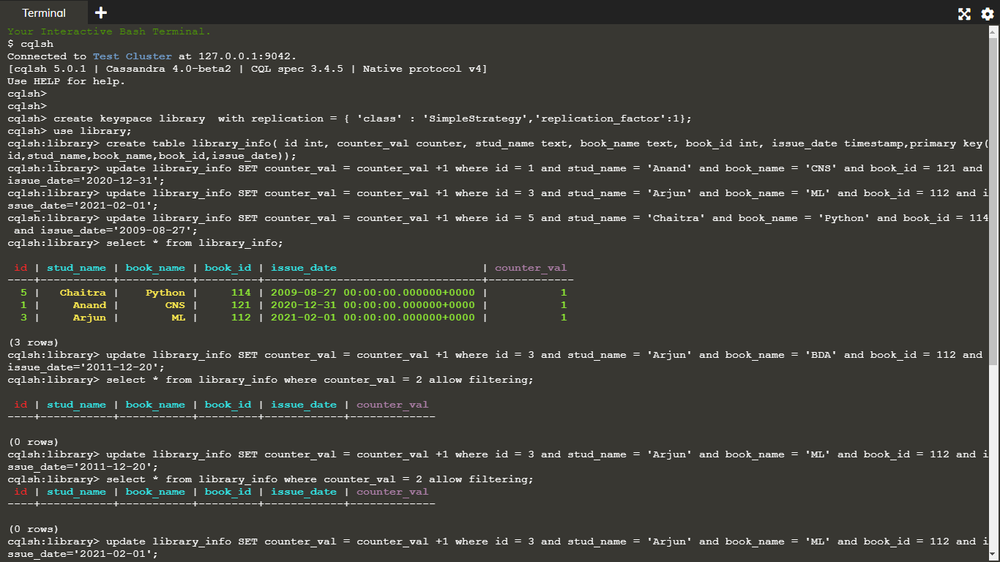 Terminal
Your Interactive Bash Terminal.
$ cqlsh
Connected to Test Cluster at 127.0.0.1:9042.
[cqlsh 5.0.1 | Cassandra 4.0-beta2 | CQL spec 3.4.5 | Native protocol v4]
Use HELP for help.
cqlsh>
cqlsh>
cqlsh> create keyspace library  with replication = { 'class' : 'SimpleStrategy','replication_factor':1};
cqlsh> use library;
cqlsh:library> create table library_info( id int, counter_val counter, stud_name text, book_name text, book_id int, issue_date timestamp,primary key(
id,stud_name,book_name,book_id,issue_date));
cqlsh:library> update library_info SET counter_val = counter_val +1 where id = 1 and stud_name = 'Anand' and book_name = 'CNS' and book_id = 121 and
issue_date='2020-12-31';
cqlsh:library> update library_info SET counter_val = counter_val +1 where id = 3 and stud_name = 'Arjun' and book_name = 'ML' and book_id = 112 and i
ssue_date='2021-02-01';
cqlsh:library> update library_info SET counter_val = counter_val +1 where id = 5 and stud_name = 'Chaitra' and book_name = 'Python' and book_id = 114
 and issue_date='2009-08-27';
cqlsh:library> select * from library_info;
 id | stud_name | book_name | book_id | issue_date                      | counter_val
----+-----------+-----------+---------+---------------------------------+-------------
  5 |   Chaitra |    Python |     114 | 2009-08-27 00:00:00.000000+0000 |           1
  1 |     Anand |       CNS |     121 | 2020-12-31 00:00:00.000000+0000 |           1
  3 |     Arjun |        ML |     112 | 2021-02-01 00:00:00.000000+0000 |           1
(3 rows)
cqlsh:library> update library_info SET counter_val = counter_val +1 where id = 3 and stud_name = 'Arjun' and book_name = 'BDA' and book_id = 112 and
issue_date='2011-12-20';
cqlsh:library> select * from library_info where counter_val = 2 allow filtering;
 id | stud_name | book_name | book_id | issue_date | counter_val
----+-----------+-----------+---------+------------+-------------
(0 rows)
cqlsh:library> update library_info SET counter_val = counter_val +1 where id = 3 and stud_name = 'Arjun' and book_name = 'ML' and book_id = 112 and i
ssue_date='2011-12-20';
cqlsh:library> select * from library_info where counter_val = 2 allow filtering;
 id | stud_name | book_name | book_id | issue_date | counter_val
----+-----------+-----------+---------+------------+-------------
(0 rows)
cqlsh:library> update library_info SET counter_val = counter_val +1 where id = 3 and stud_name = 'Arjun' and book_name = 'ML' and book_id = 112 and i
ssue_date='2021-02-01';